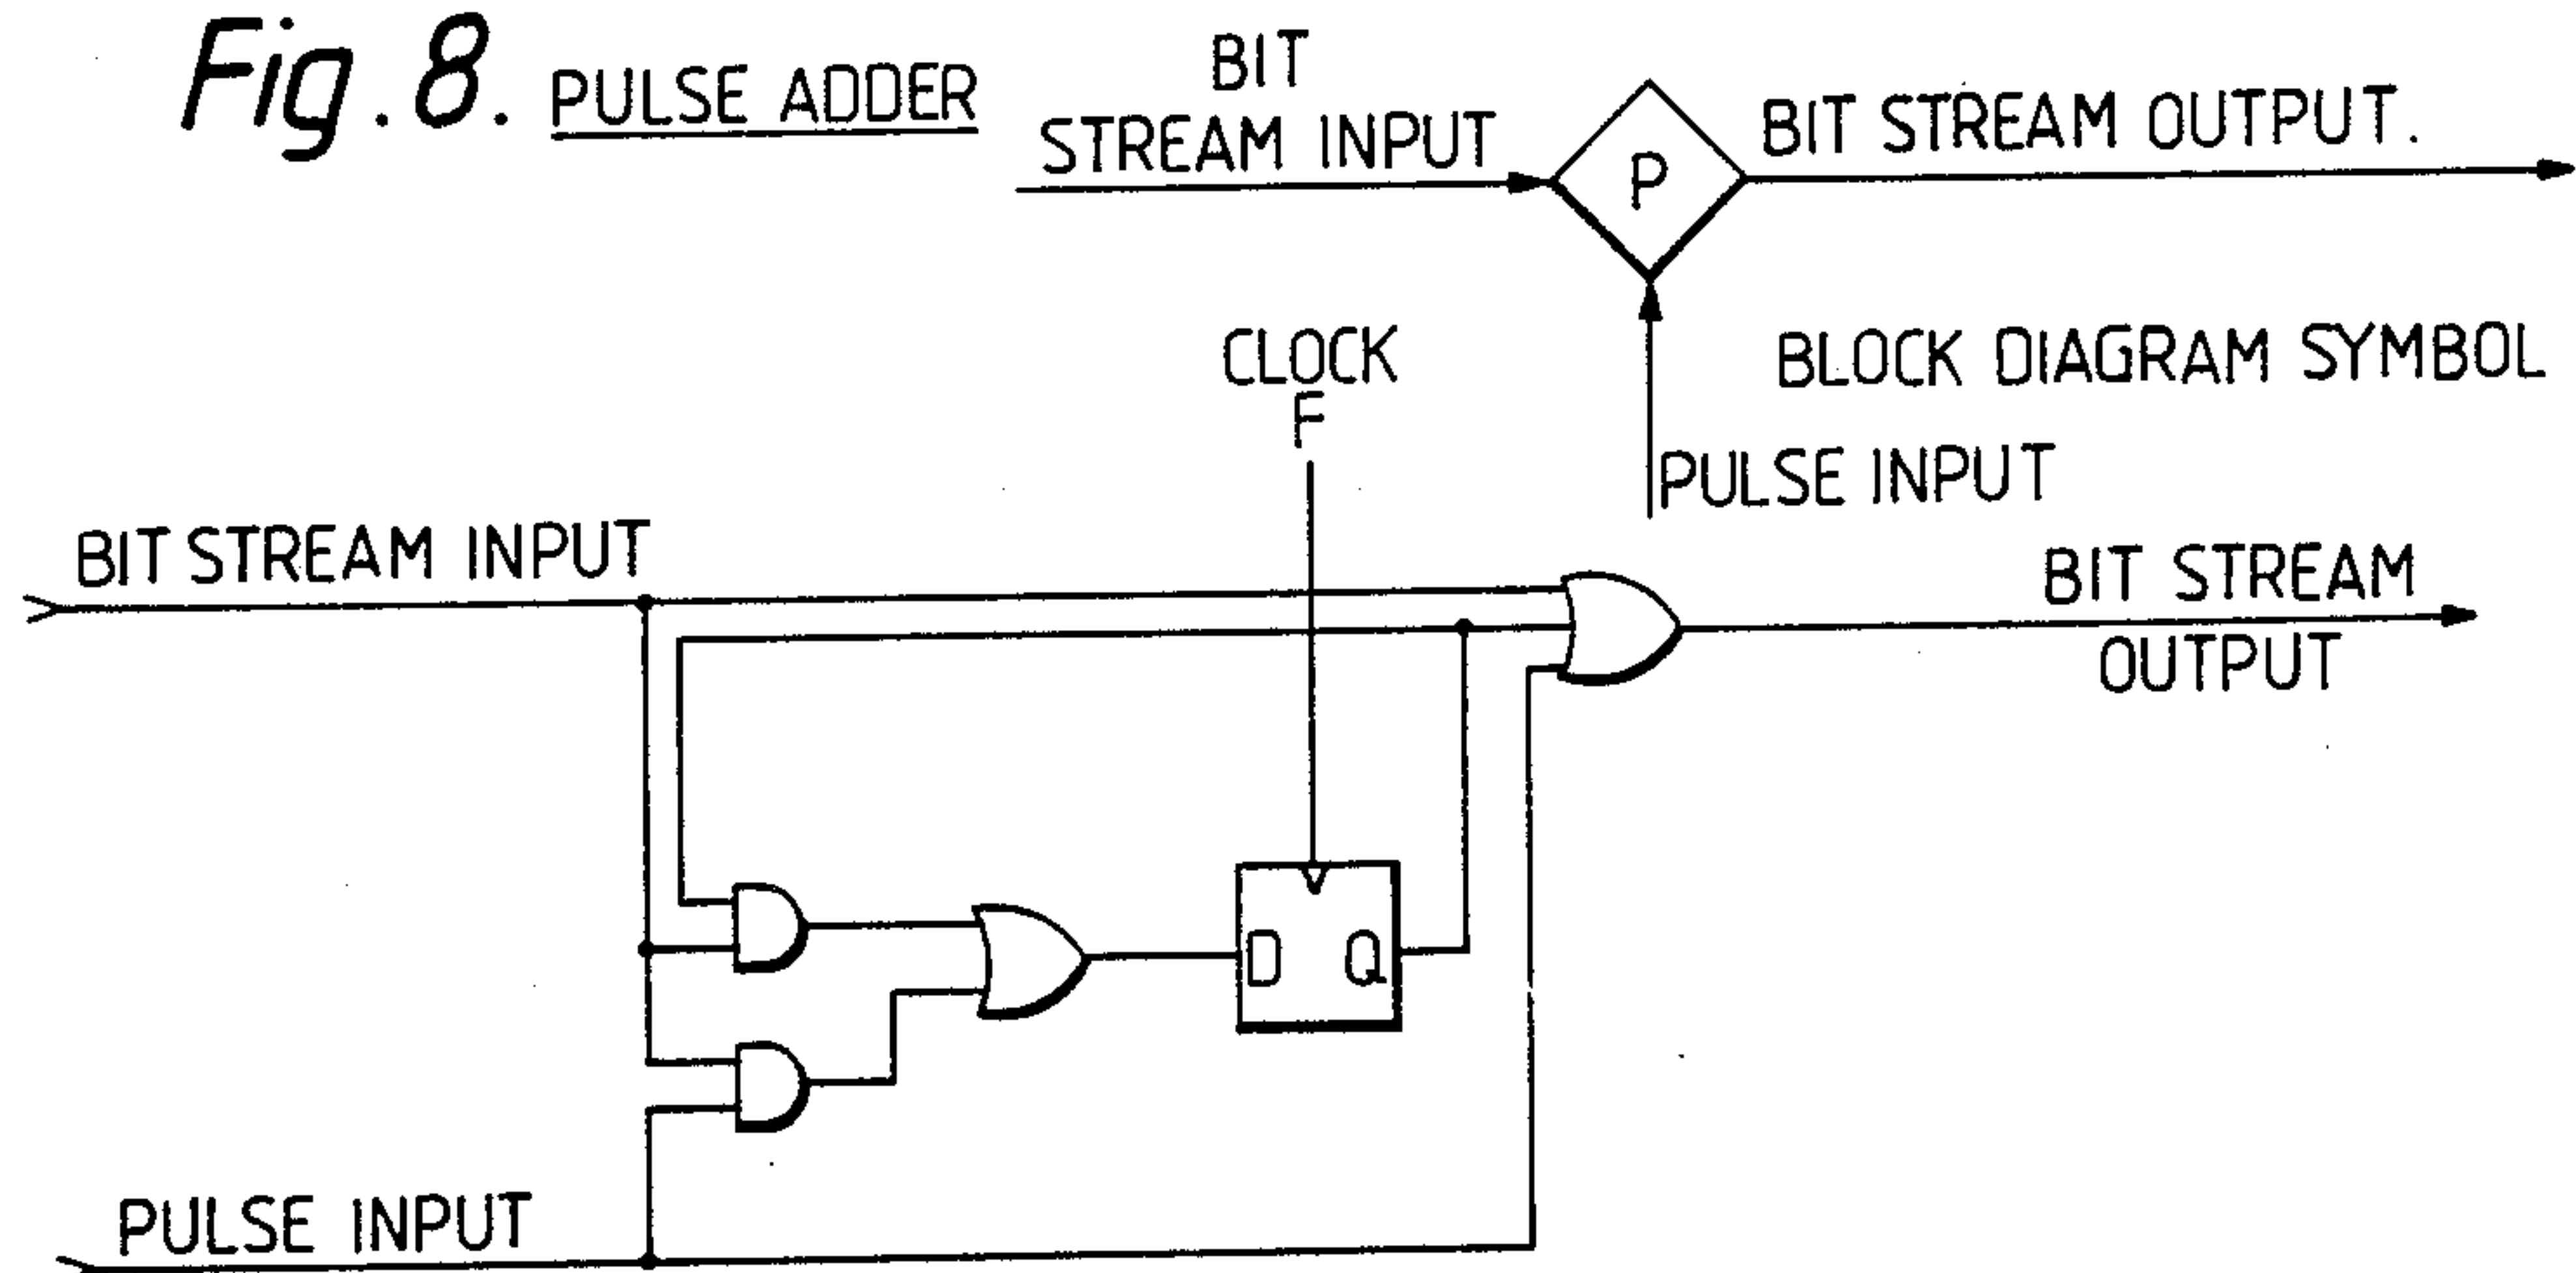 Fig. 8. PULSE ADDER
BIT
STREAM INPUT
P
BIT STREAM OUTPUT.
BLOCK DIAGRAM SYMBOL
PULSE INPUT
CLOCK
F
BIT STREAM INPUT
BIT STREAM
OUTPUT
D Q
PULSE INPUT